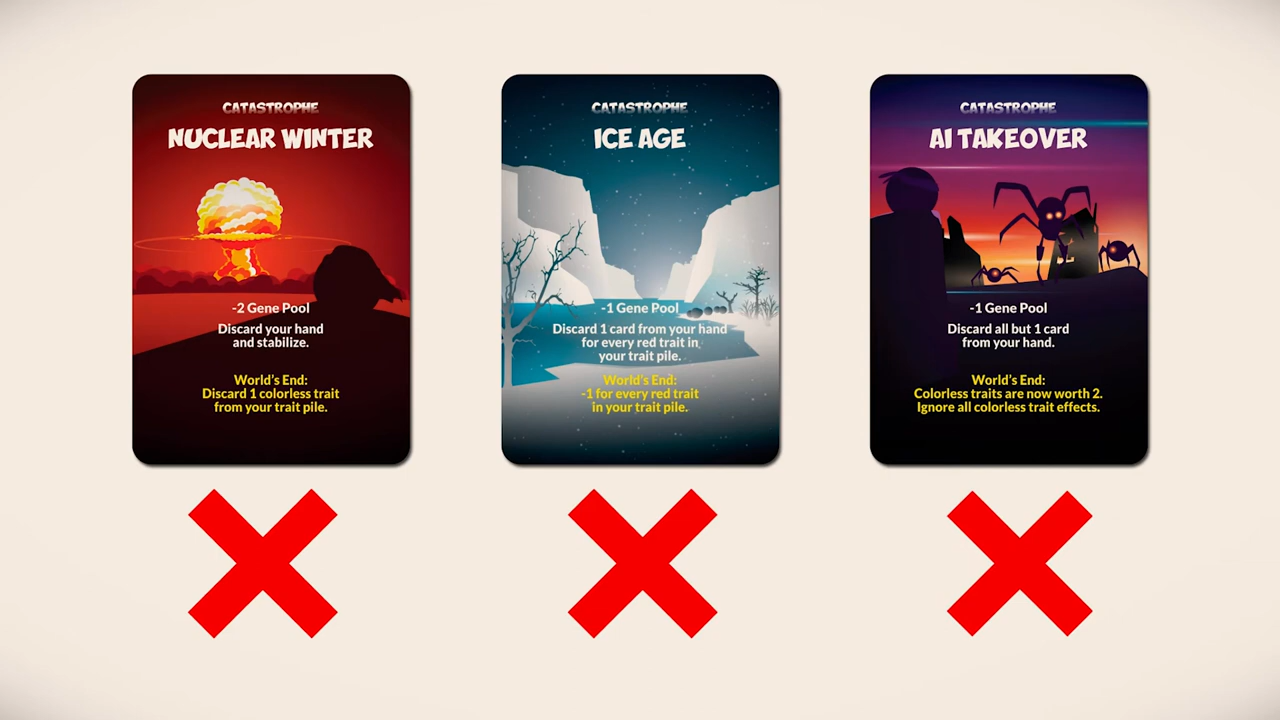 CATASTROPHE
NUCLEAR WINTER
-2 Gene Pool
Discard your hand
and stabilize.
World's End:
Discard 1 colorless trait
from your trait pile.
CATASTROPHE
ICE AGE
-1 Gene Pool
Discard 1 card from your hand
for every red trait in
your trait pile.
World's End:
-1 for every red trait
in your trait pile.
CATASTROPHE
AI TAKEOVER
-1 Gene Pool
Discard all but 1 card
from your hand.
World's End:
Colorless traits are now worth 2.
Ignore all colorless trait effects.